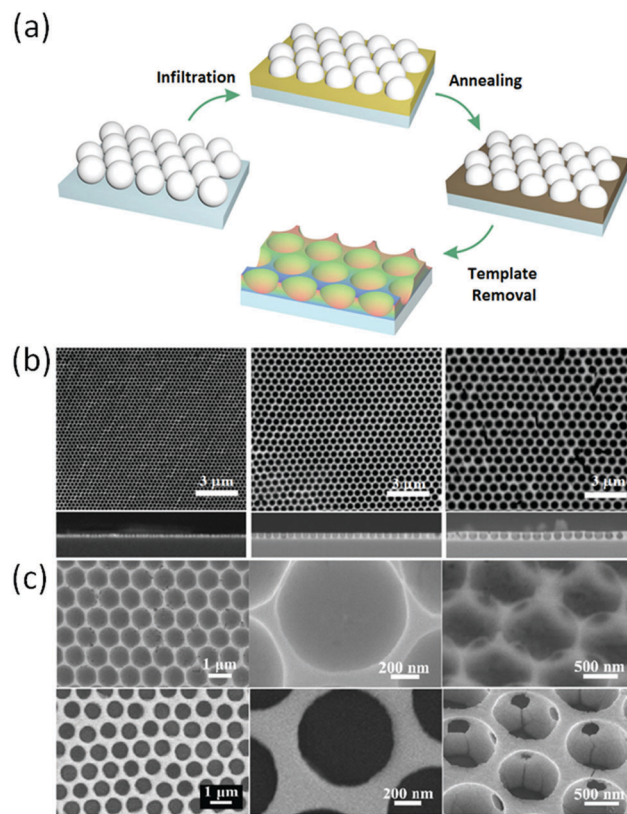 (a)
Infiltration
Annealing
Template
Removal
(b)
3 μm
3 μm
3 μm
(c)
1 μm
200 nm
500 nm
1 μm
200 nm
500 nm